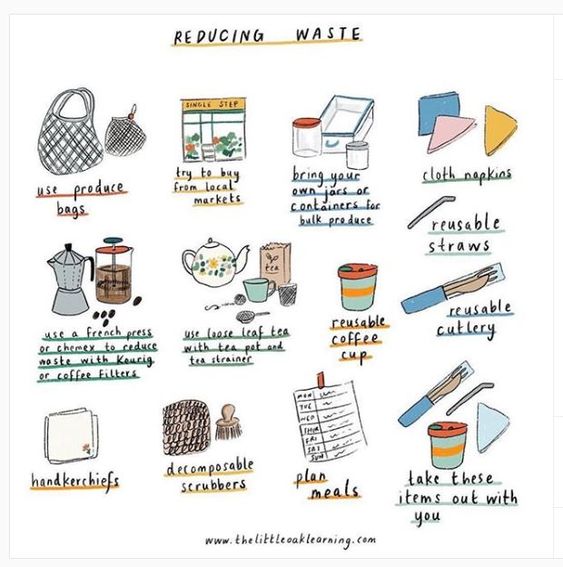 REDUCING WASTE
use produce
bags
SINGLE STEP
try to buy
from local
markets
bring your
own jars or
containers for
bulk produce
cloth napkins
reusable
straws
use a french press
or chemex to reduce
waste with Keurig
or coffee filters
tea
use loose leaf tea
with tea pot and
tea strainer
reusable
coffee
cup
reusable
cutlery
handkerchiefs
decomposable
scrubbers
MON
TUE
WED
THUR
FRI
SAT
SUN
plan
meals
take these
items out with
you
www.thelittleoaklearning.com